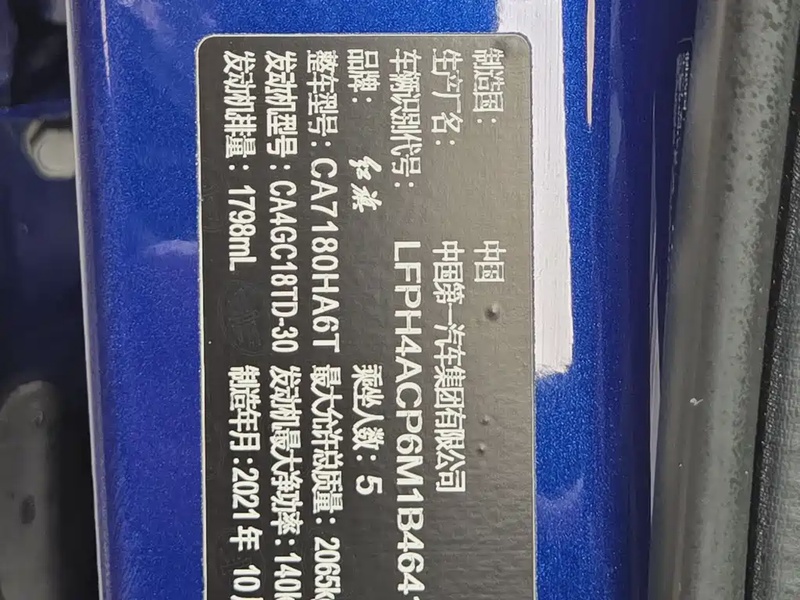 制造国： 中国
生产厂名： 中国第一汽车集团有限公司
车辆识别代号： LFPH4ACP6M1B464
品牌： 红旗 乘坐人数：5
整车型号：CA7180HA6T 最大允许总质量：2065k
发动机型号：CA4GC18TD-30 发动机最大净功率：140k
发动机排量：1798mL 制造年月：2021年 10